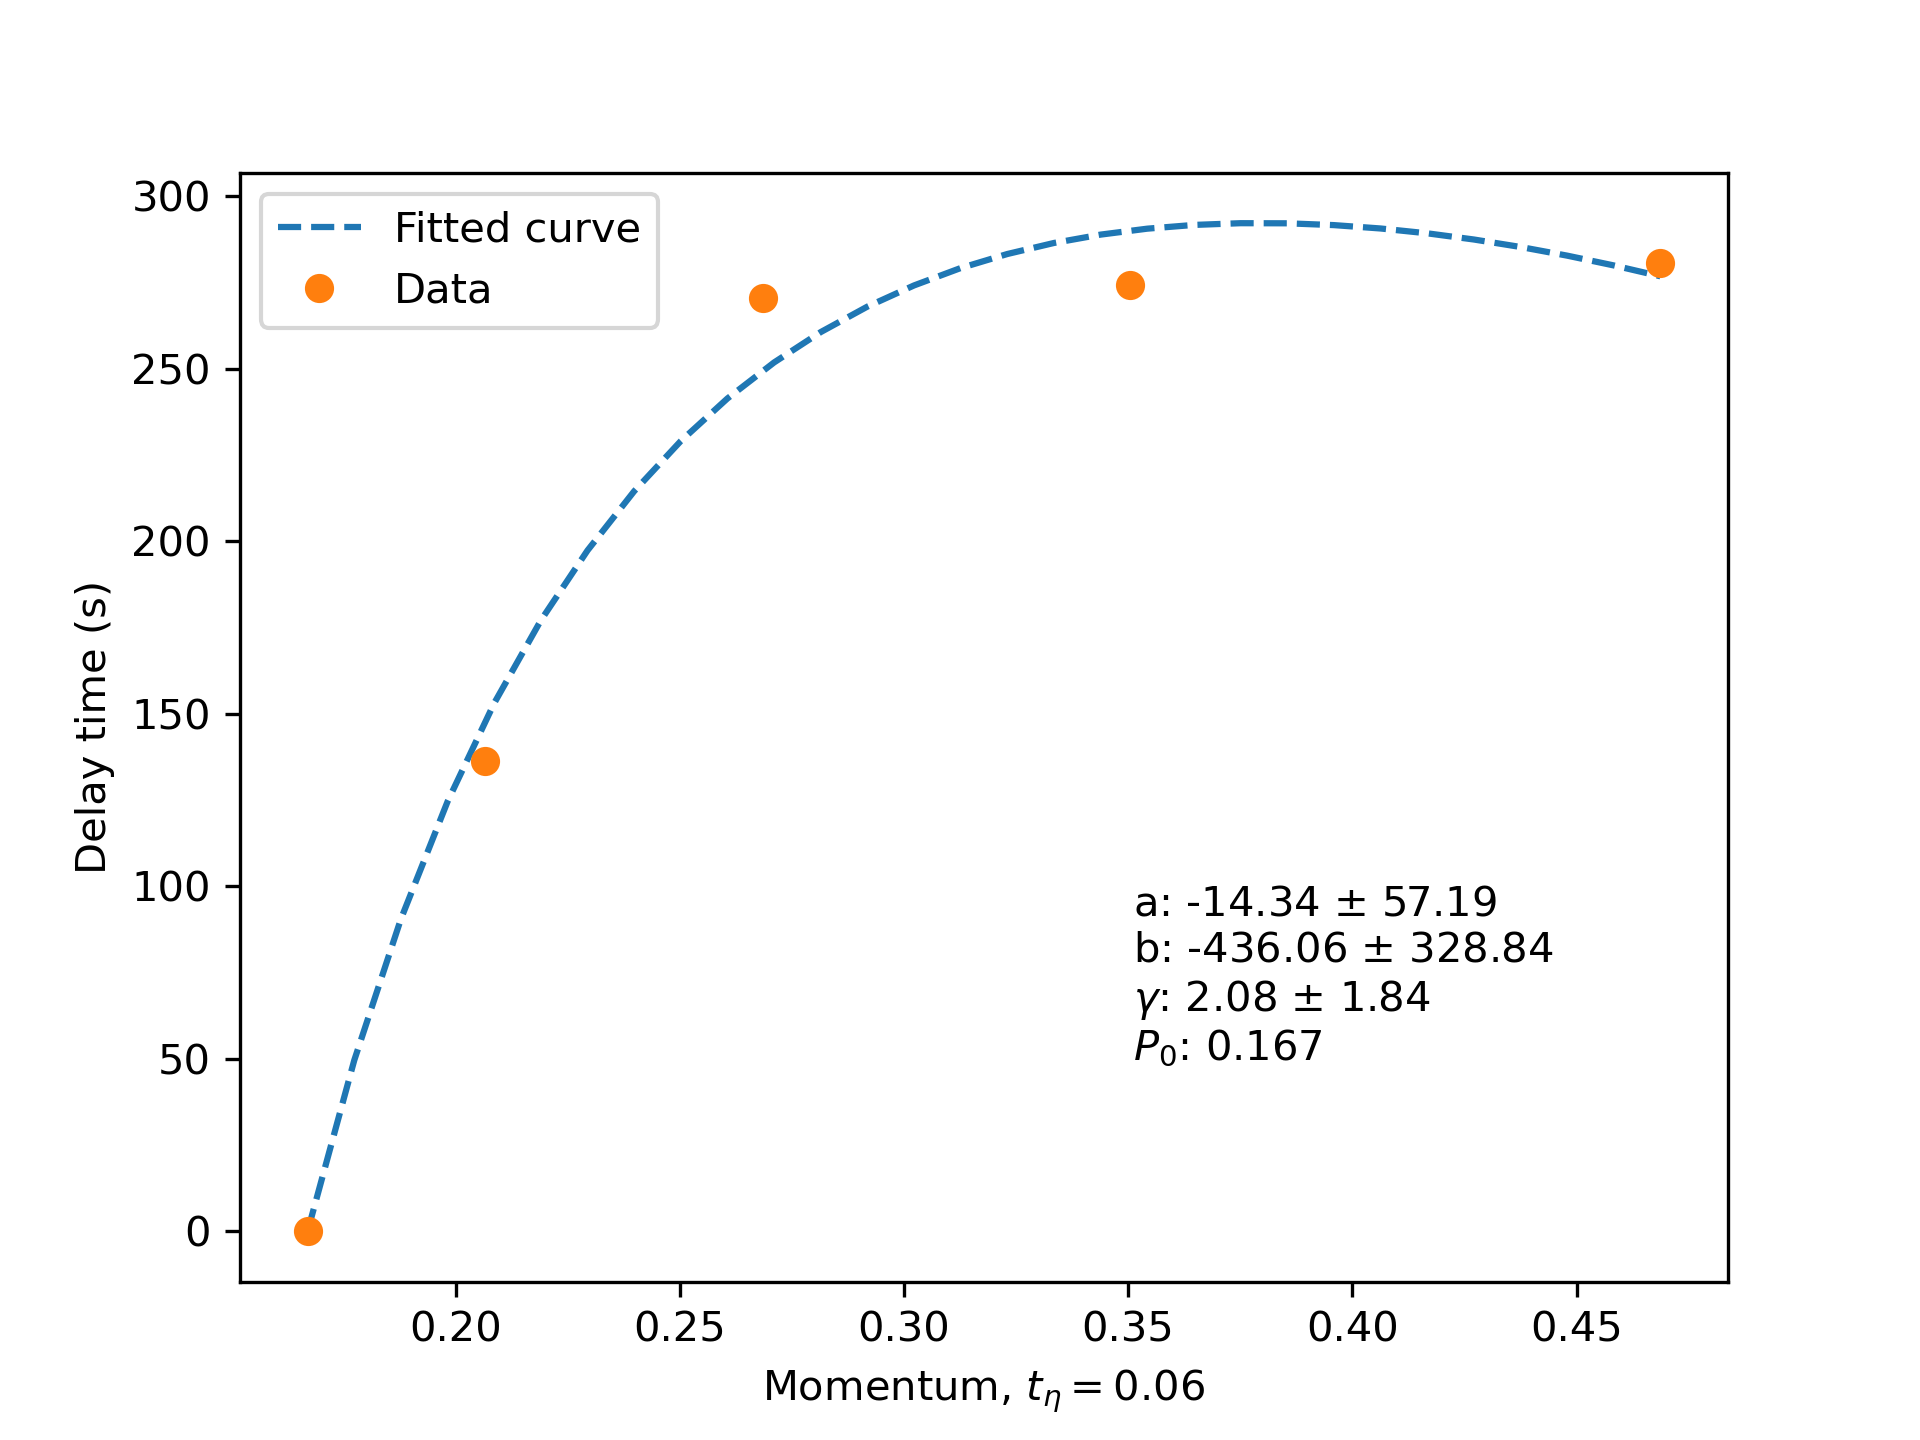 Fitted curve
Data
300
250
200
150
100
50
0
Delay time (s)
a: -14.34 ± 57.19
b: -436.06 ± 328.84
γ: 2.08 ± 1.84
P₀: 0.167
0.20 0.25 0.30 0.35 0.40 0.45
Momentum, tη = 0.06